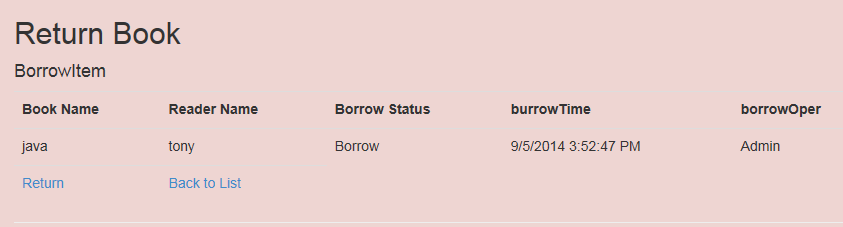 Return Book
BorrowItem
Book Name Reader Name Borrow Status burrowTime borrowOper
java tony Borrow 9/5/2014 3:52:47 PM Admin
Return Back to List